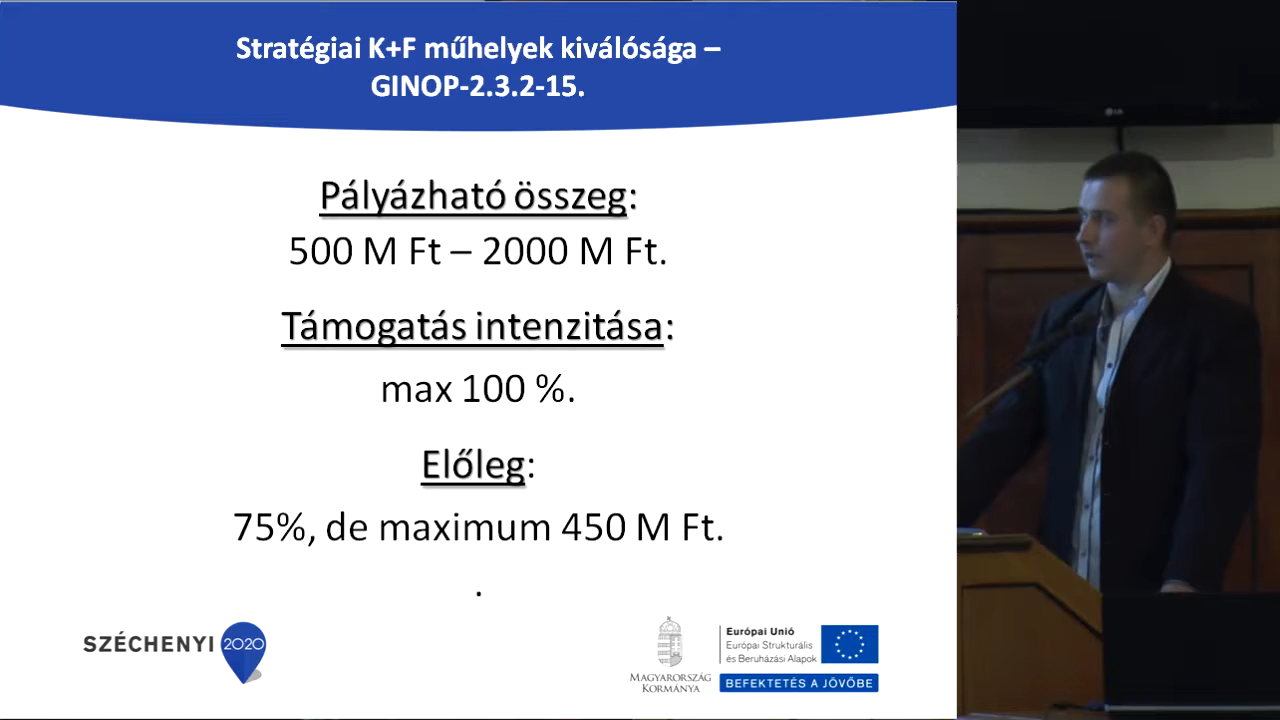 Stratégiai K+F műhelyek kiválósága –
GINOP-2.3.2-15.
Pályázható összeg:
500 M Ft – 2000 M Ft.
Támogatás intenzitása:
max 100 %.
Előleg:
75%, de maximum 450 M Ft.
.
SZÉCHENYI 2020
MAGYARORSZÁG
KORMÁNYA
Európai Unió
Európai Strukturális
és Beruházási Alapok
BEFEKTETÉS A JÖVŐBE
LG